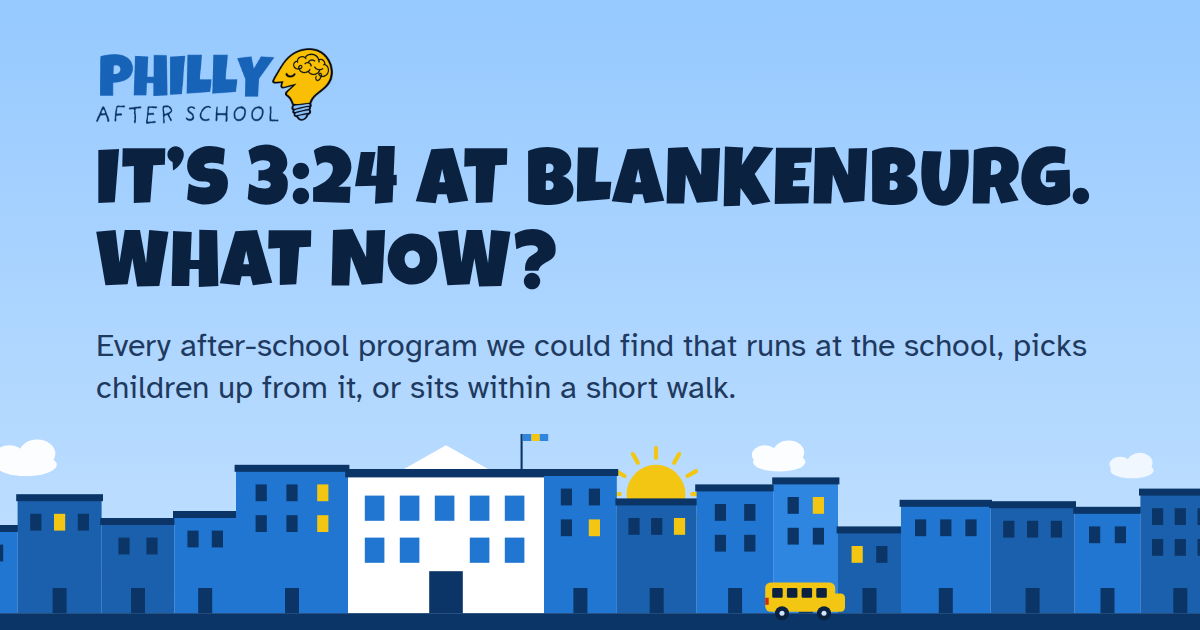 PHILLY
AFTER SCHOOL
IT'S 3:24 AT BLANKENBURG.
WHAT NOW?
Every after-school program we could find that runs at the school, picks
children up from it, or sits within a short walk.